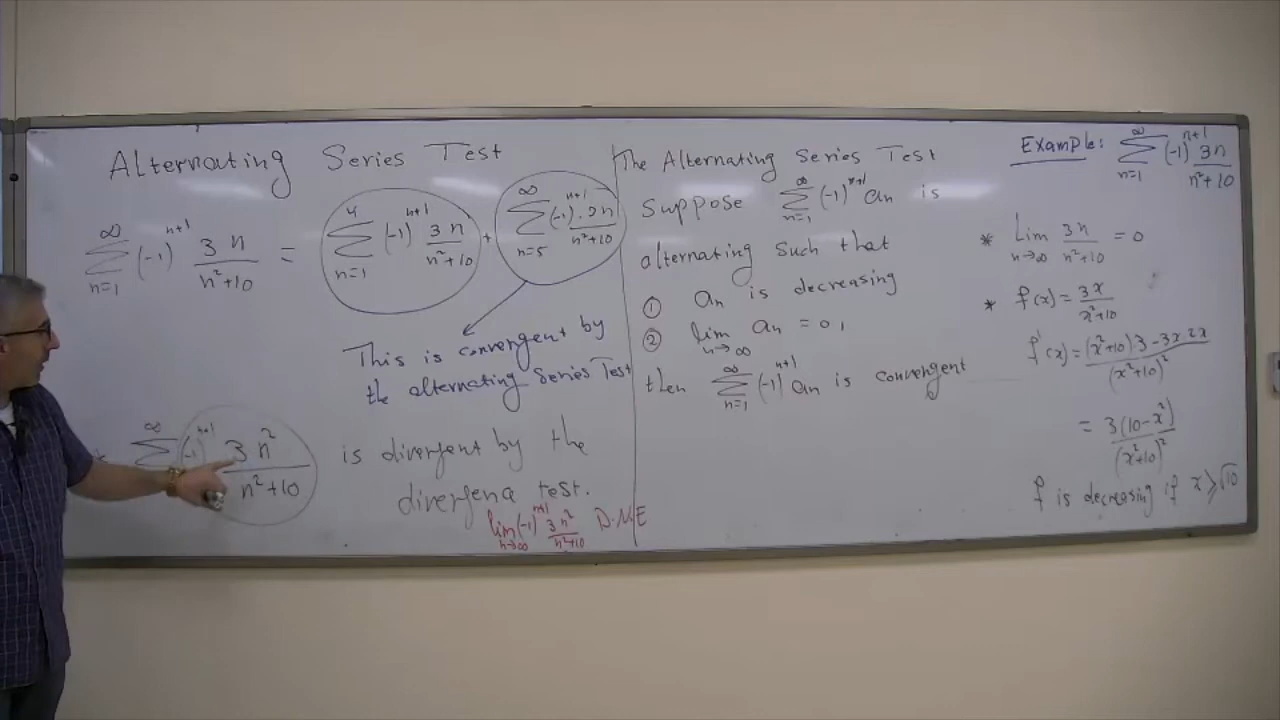 Alternating Series Test
∞ ∑ n=1 (-1)^n+1 3n/n²+10 = 4 ∑ n=1 (-1)^n+1 3n/n²+10 + ∞ ∑ n=5 (-1)^n+1 . 3n/n²+10
This is convergent by
the alternating Series Test
* ∞ ∑ (-1)^n+1 3n²/n²+10 is divergent by the
divergena test.
lim n→∞ (-1)^n+1 3n²/n²+10 D.N.E
The Alternating Series Test
Suppose ∞ ∑ n=1 (-1)^n+1 an is
alternating such that
① an is decreasing
② lim n→∞ an = 0,
then ∞ ∑ n=1 (-1)^n+1 an is convergent
Example: ∞ ∑ n=1 (-1)^n+1 3n/n²+10
* Lim n→∞ 3n/n²+10 = 0
* f(x) = 3x/x²+10
f'(x) = (x²+10)3 - 3x 2x/(x²+10)²
= 3(10-x²)/(x²+10)²
f is decreasing if x ≥ √10